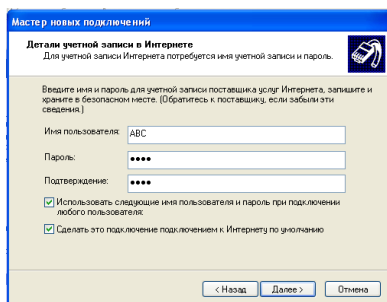 Мастер новых подключений
Детали учетной записи в Интернете
Для учетной записи Интернета потребуется имя учетной записи и пароль.
Введите имя и пароль для учетной записи поставщика услуг Интернета, запишите и
храните в безопасном месте. (Обратитесь к поставщику, если забыли эти
сведения.)
Имя пользователя: ABC
Пароль: ••••
Подтверждение: ••••
Использовать следующие имя пользователя и пароль при подключении
любого пользователя:
Сделать это подключение подключением к Интернету по умолчанию
< Назад Далее > Отмена